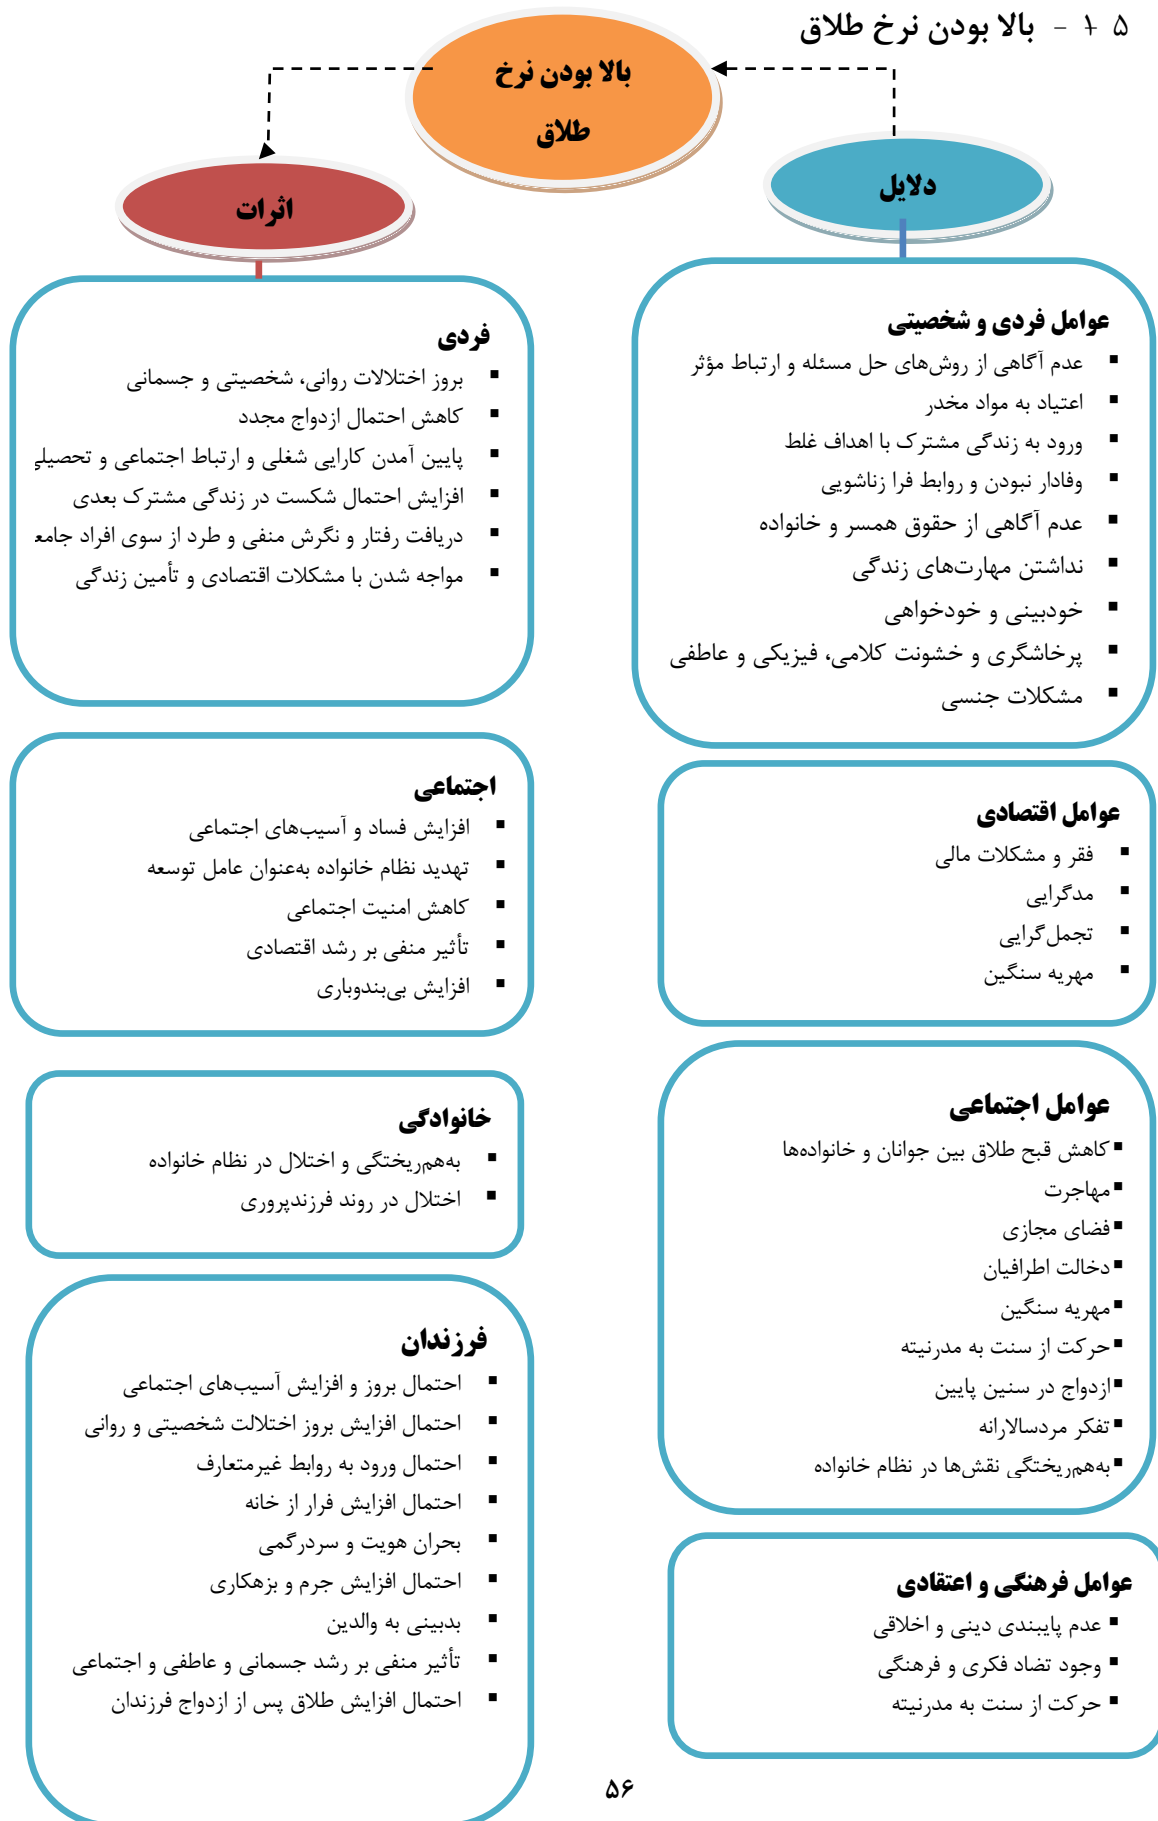 ۵ ۱ - بالا بودن نرخ طلاق
بالا بودن نرخ
طلاق
دلایل
اثرات
عوامل فردی و شخصیتی
▪ عدم آگاهی از روش‌های حل مسئله و ارتباط مؤثر
▪ اعتیاد به مواد مخدر
▪ ورود به زندگی مشترک با اهداف غلط
▪ وفادار نبودن و روابط فرا زناشویی
▪ عدم آگاهی از حقوق همسر و خانواده
▪ نداشتن مهارت‌های زندگی
▪ خودبینی و خودخواهی
▪ پرخاشگری و خشونت کلامی، فیزیکی و عاطفی
▪ مشکلات جنسی
عوامل اقتصادی
▪ فقر و مشکلات مالی
▪ مدگرایی
▪ تجمل‌گرایی
▪ مهریه سنگین
عوامل اجتماعی
▪ کاهش قبح طلاق بین جوانان و خانواده‌ها
▪ مهاجرت
▪ فضای مجازی
▪ دخالت اطرافیان
▪ مهریه سنگین
▪ حرکت از سنت به مدرنیته
▪ ازدواج در سنین پایین
▪ تفکر مردسالارانه
▪ به‌هم‌ریختگی نقش‌ها در نظام خانواده
عوامل فرهنگی و اعتقادی
▪ عدم پایبندی دینی و اخلاقی
▪ وجود تضاد فکری و فرهنگی
▪ حرکت از سنت به مدرنیته
فردی
▪ بروز اختلالات روانی، شخصیتی و جسمانی
▪ کاهش احتمال ازدواج مجدد
▪ پایین آمدن کارایی شغلی و ارتباط اجتماعی و تحصیلی
▪ افزایش احتمال شکست در زندگی مشترک بعدی
▪ دریافت رفتار و نگرش منفی و طرد از سوی افراد جامع
▪ مواجه شدن با مشکلات اقتصادی و تأمین زندگی
اجتماعی
▪ افزایش فساد و آسیب‌های اجتماعی
▪ تهدید نظام خانواده به‌عنوان عامل توسعه
▪ کاهش امنیت اجتماعی
▪ تأثیر منفی بر رشد اقتصادی
▪ افزایش بی‌بندوباری
خانوادگی
▪ به‌هم‌ریختگی و اختلال در نظام خانواده
▪ اختلال در روند فرزندپروری
فرزندان
▪ احتمال بروز و افزایش آسیب‌های اجتماعی
▪ احتمال افزایش بروز اختلالت شخصیتی و روانی
▪ احتمال ورود به روابط غیرمتعارف
▪ احتمال افزایش فرار از خانه
▪ بحران هویت و سردرگمی
▪ احتمال افزایش جرم و بزهکاری
▪ بدبینی به والدین
▪ تأثیر منفی بر رشد جسمانی و عاطفی و اجتماعی
▪ احتمال افزایش طلاق پس از ازدواج فرزندان
۵۶